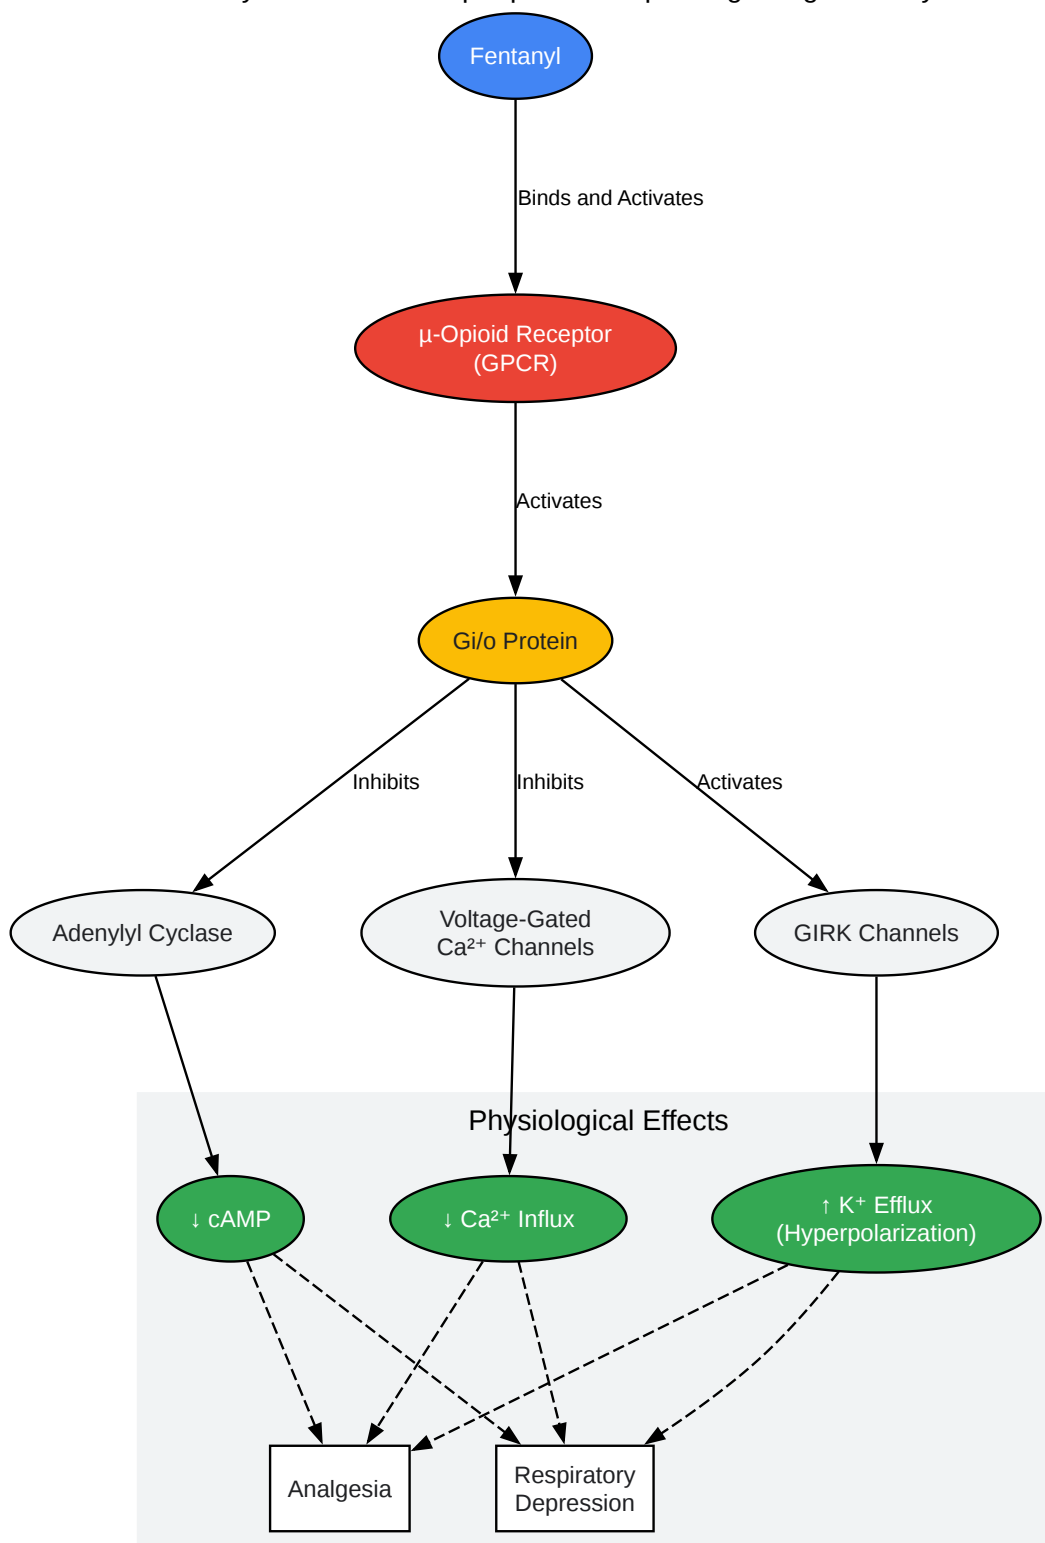 Fentanyl
Binds and Activates
µ-Opioid Receptor
(GPCR)
Activates
Gi/o Protein
Inhibits
Inhibits
Activates
Adenylyl Cyclase
Voltage-Gated
Ca²⁺ Channels
GIRK Channels
Physiological Effects
↓ cAMP
↓ Ca²⁺ Influx
↑ K⁺ Efflux
(Hyperpolarization)
Analgesia
Respiratory
Depression